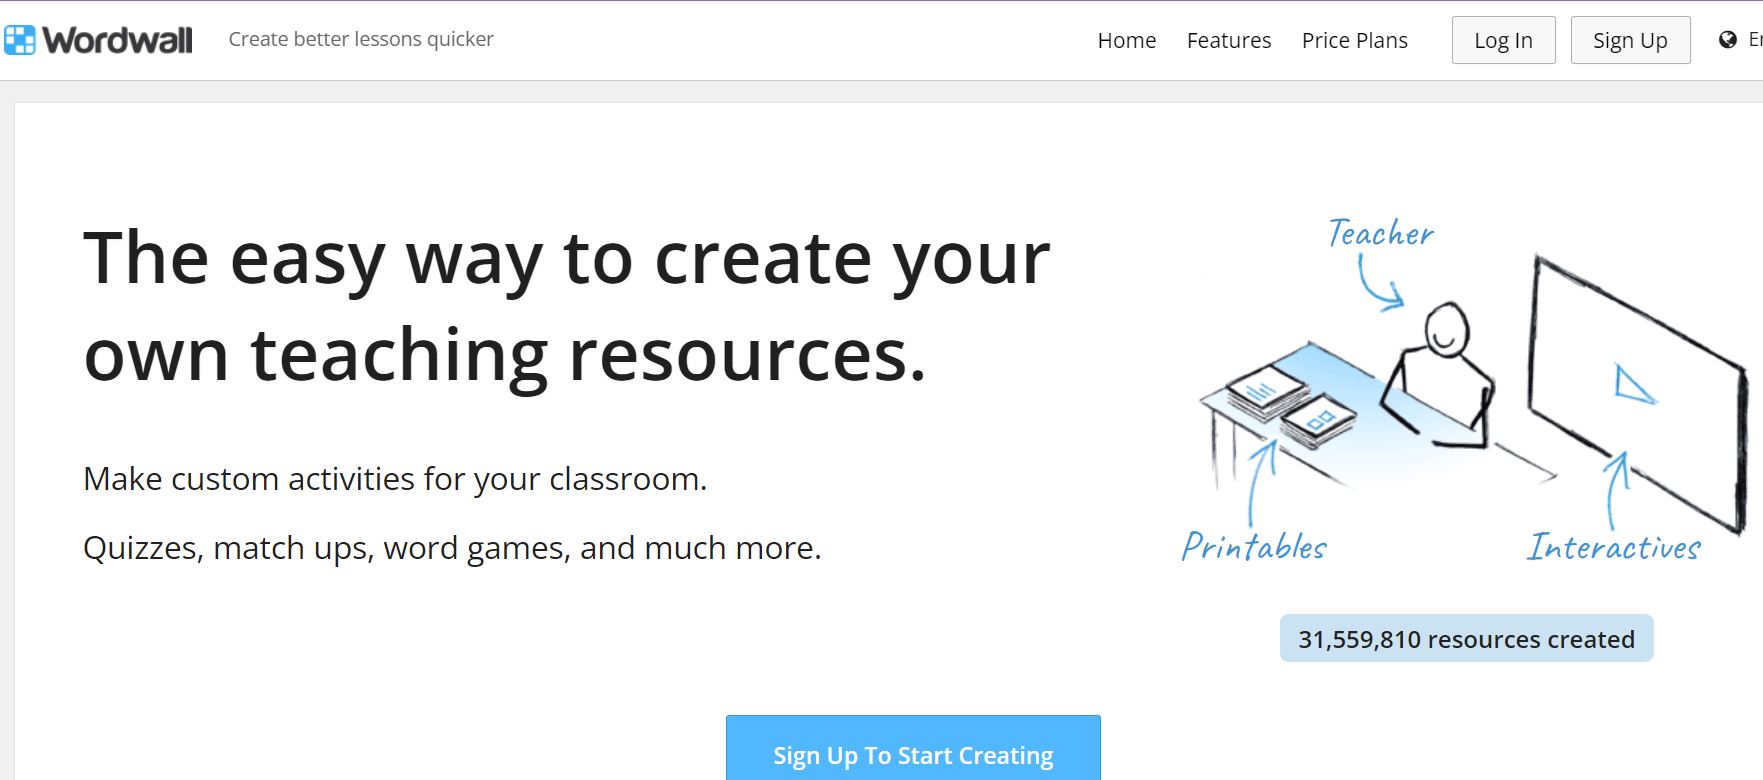 Wordwall
Create better lessons quicker
Home
Features
Price Plans
Log In
Sign Up
The easy way to create your
own teaching resources.
Make custom activities for your classroom.
Quizzes, match ups, word games, and much more.
Teacher
Printables
Interactives
31,559,810 resources created
Sign Up To Start Creating